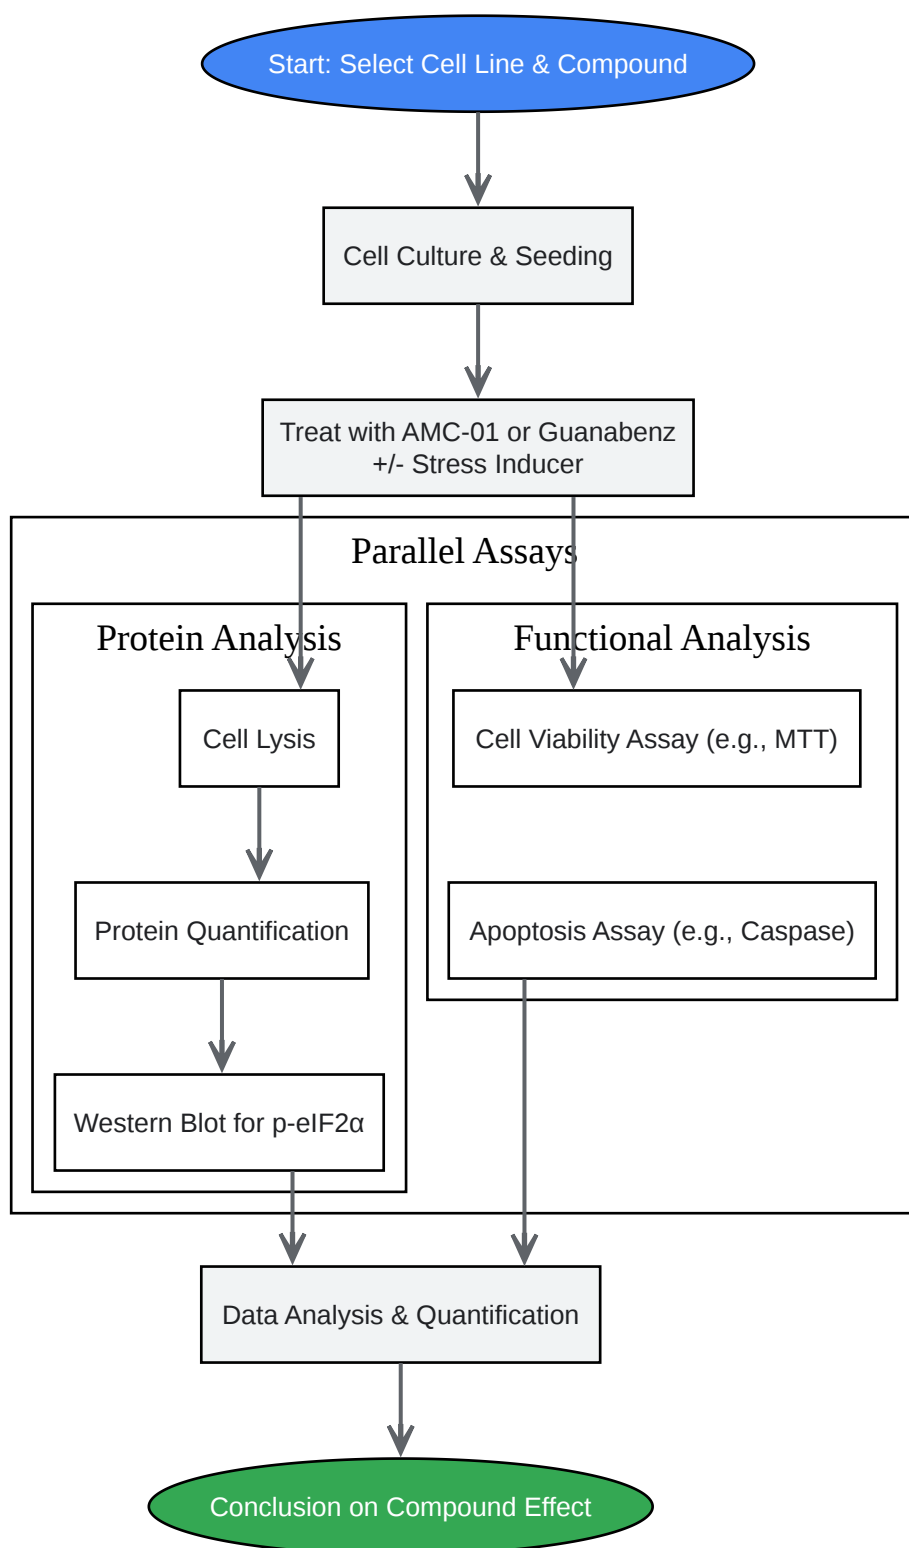 Start: Select Cell Line & Compound
Cell Culture & Seeding
Treat with AMC-01 or Guanabenz
+/- Stress Inducer
Parallel Assays
Protein Analysis
Functional Analysis
Cell Lysis
Cell Viability Assay (e.g., MTT)
Protein Quantification
Apoptosis Assay (e.g., Caspase)
Western Blot for p-eIF2α
Data Analysis & Quantification
Conclusion on Compound Effect